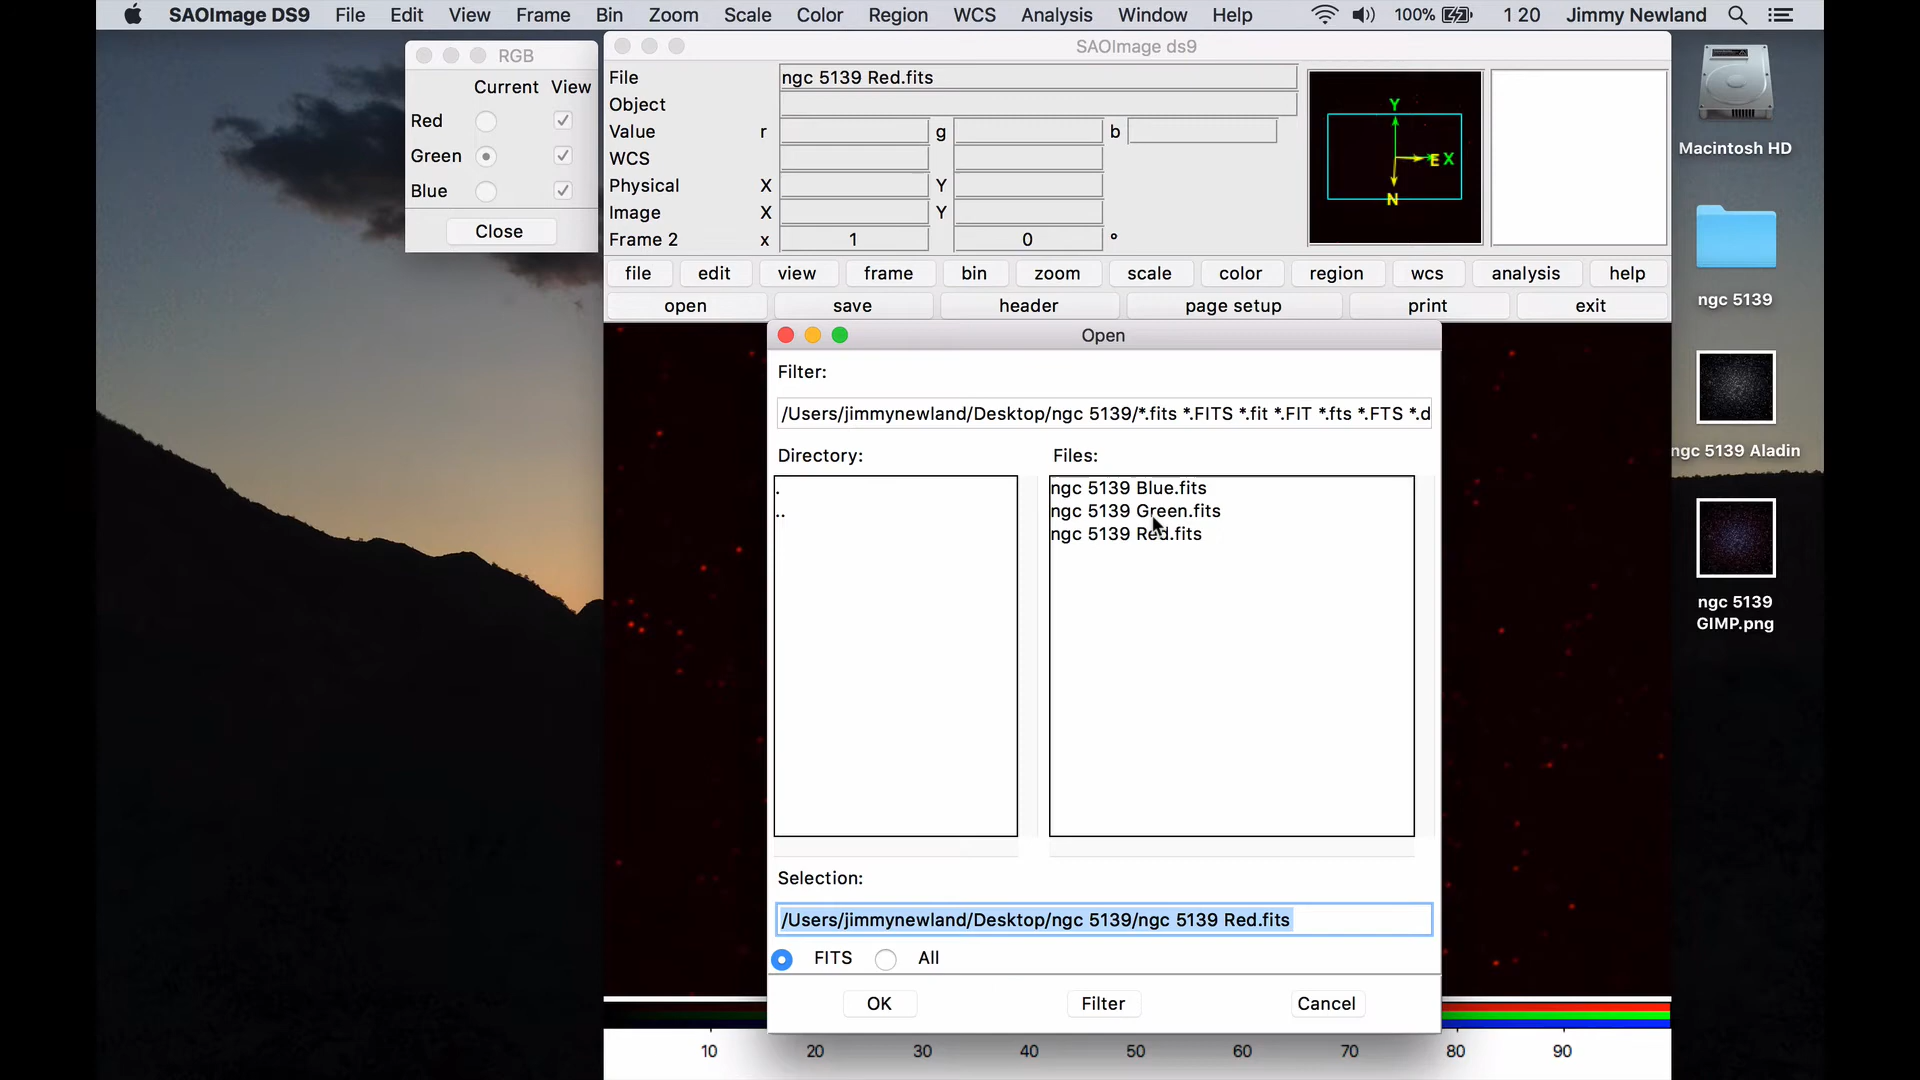 SAOImage DS9 File Edit View Frame Bin Zoom Scale Color Region WCS Analysis Window Help 100% 1 20 Jimmy Newland
RGB
Current View
Red
Green
Blue
Close
SAOImage ds9
File ngc 5139 Red.fits
Object
Value r g b
WCS
Physical X Y
Image X Y
Frame 2 x 1 0 °
Y
E X
N
file edit view frame bin zoom scale color region wcs analysis help
open save header page setup print exit
Open
Filter:
/Users/jimmynewland/Desktop/ngc 5139/*.fits *.FITS *.fit *.FIT *.fts *.FTS *.d
Directory: Files:
.
..
ngc 5139 Blue.fits
ngc 5139 Green.fits
ngc 5139 Red.fits
Selection:
/Users/jimmynewland/Desktop/ngc 5139/ngc 5139 Red.fits
FITS All
OK Filter Cancel
10 20 30 40 50 60 70 80 90
Macintosh HD
ngc 5139
ngc 5139 Aladin
ngc 5139
GIMP.png